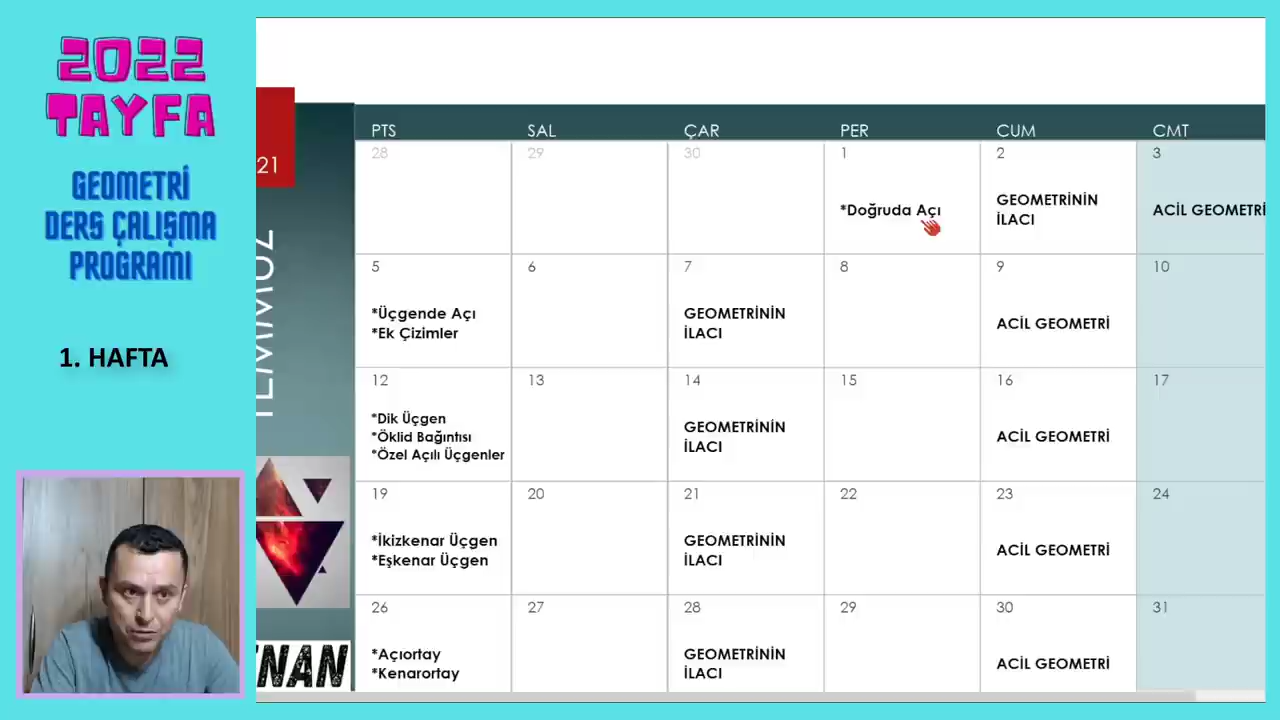 2022
TAYFA
GEOMETRİ
DERS ÇALIŞMA
PROGRAMI
1. HAFTA
21
TEMMUZ
NAN
PTS SAL ÇAR PER CUM CMT
28 29 30 1 2 3
*Doğruda Açı
GEOMETRİNİN
İLACI
ACİL GEOMETRİ
5 6 7 8 9 10
*Üçgende Açı
*Ek Çizimler
GEOMETRİNİN
İLACI
ACİL GEOMETRİ
12 13 14 15 16 17
*Dik Üçgen
*Öklid Bağıntısı
*Özel Açılı Üçgenler
GEOMETRİNİN
İLACI
ACİL GEOMETRİ
19 20 21 22 23 24
*İkizkenar Üçgen
*Eşkenar Üçgen
GEOMETRİNİN
İLACI
ACİL GEOMETRİ
26 27 28 29 30 31
*Açıortay
*Kenarortay
GEOMETRİNİN
İLACI
ACİL GEOMETRİ